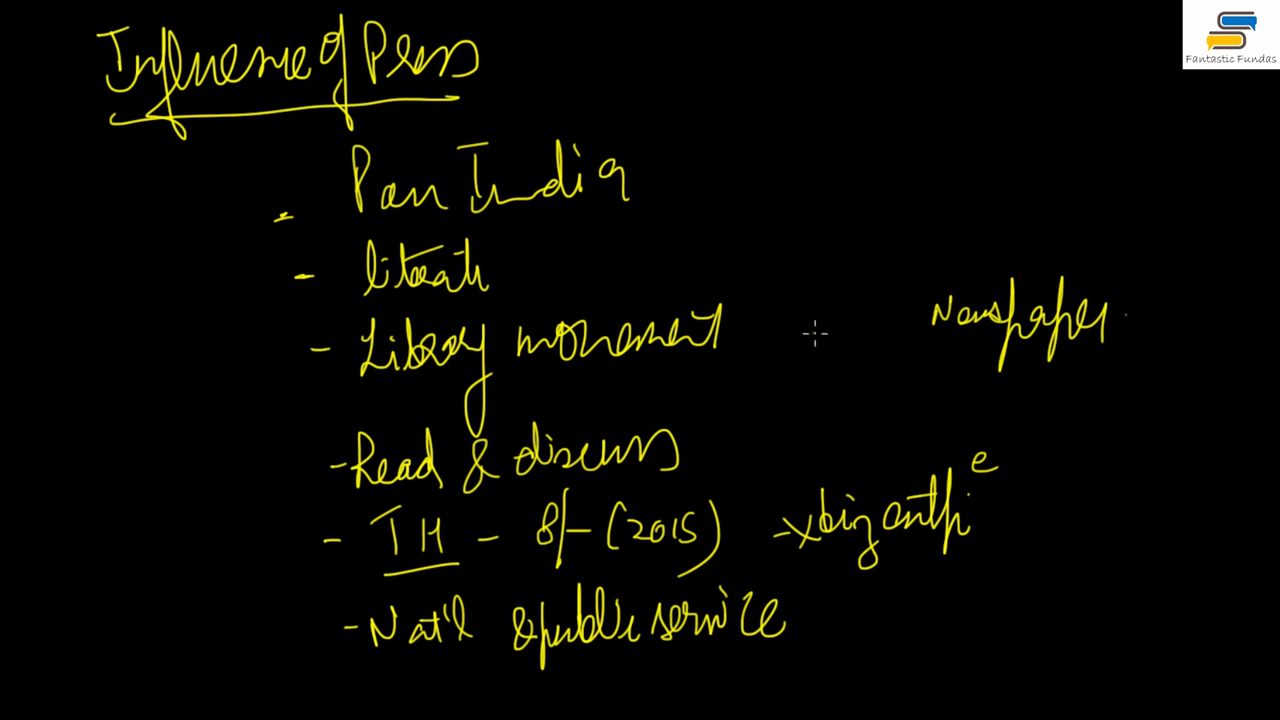 Influence of Press
Fantastic Fundas
- Pan India
- literate
- Library movement
Newspaper
- Read & discuss
- TH - 8/- (2015) - X biz
- Nat'l & public service